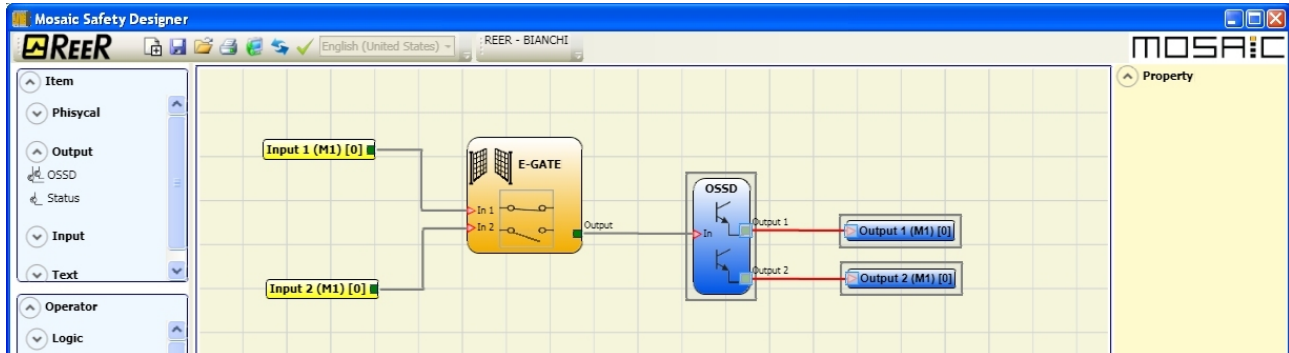 Mosaic Safety Designer
REER
English (United States)
REER - BIANCHI
MOSAIC
Item
Phisycal
Output
OSSD
Status
Input
Text
Operator
Logic
Input 1 (M1) [0]
Input 2 (M1) [0]
E-GATE
In 1
In 2
Output
OSSD
In
Output 1
Output 2
Output 1 (M1) [0]
Output 2 (M1) [0]
Property